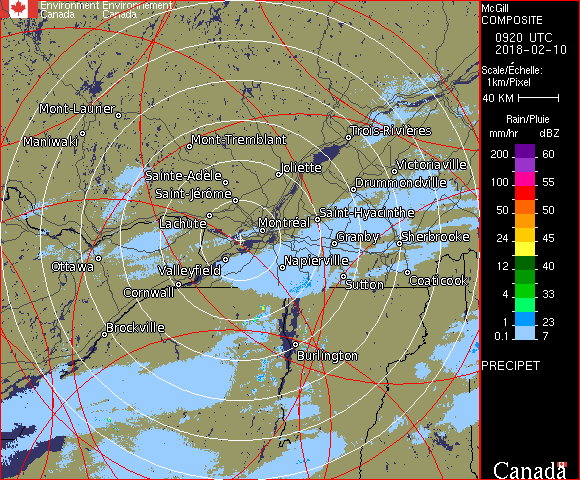 Environment Environnement
Canada Canada
McGill
COMPOSITE
0920 UTC
2018-02-10
Scale/Échelle:
1km/Pixel
40 KM
Rain/Pluie
mm/hr dBZ
200 60
100 55
50 50
24 45
12 40
4 33
1 23
0.1 7
PRECIPET
Mont-Laurier
Maniwaki
Mont-Tremblant
Trois-Rivières
Joliette
Victoriaville
Sainte-Adèle
Drummondville
Saint-Jérôme
Saint-Hyacinthe
Lachute
Montréal
Granby
Sherbrooke
Ottawa
Valleyfield
Napierville
Sutton
Coaticook
Cornwall
Brockville
Burlington
Canada